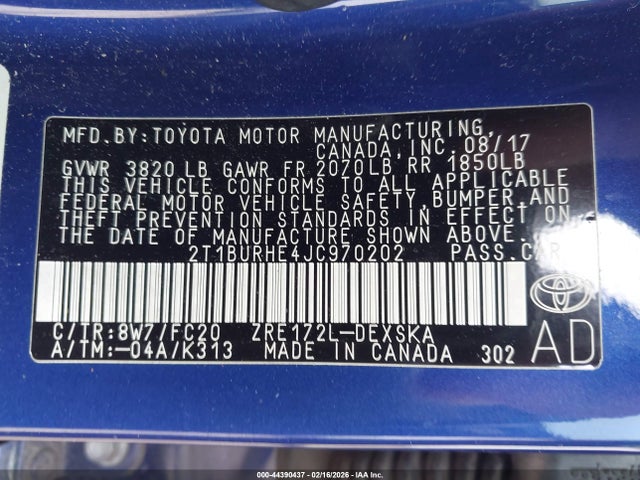 MFD.BY:TOYOTA MOTOR MANUFACTURING,
CANADA,INC. 08/17
GVWR 3820 LB GAWR FR 2070LB RR 1850LB
THIS VEHICLE CONFORMS TO ALL APPLICABLE
FEDERAL MOTOR VEHICLE SAFETY,BUMPER,AND
THEFT PREVENTION STANDARDS IN EFFECT ON
THE DATE OF MANUFACTURE SHOWN ABOVE.
2T1BURHE4JC970202 PASS.CAR
C/TR:8W7/FC20 ZRE172L-DEXSKA
A/TM:-04A/K313 MADE IN CANADA 302
AD
000-44390437 - 02/16/2026 - IAA Inc.